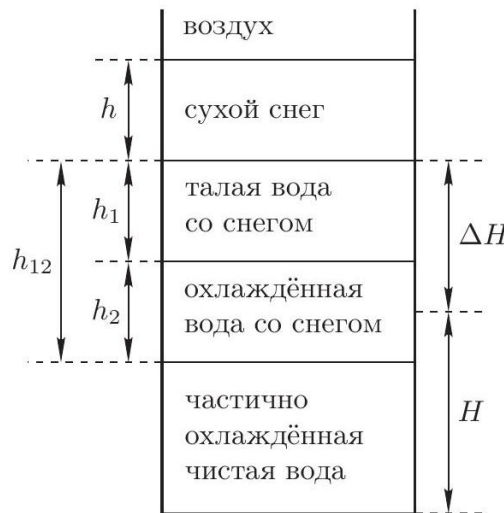 воздух
h
сухой снег
h₁
талая вода
со снегом
ΔH
h₁₂
h₂
охлаждённая
вода со снегом
H
частично
охлаждённая
чистая вода